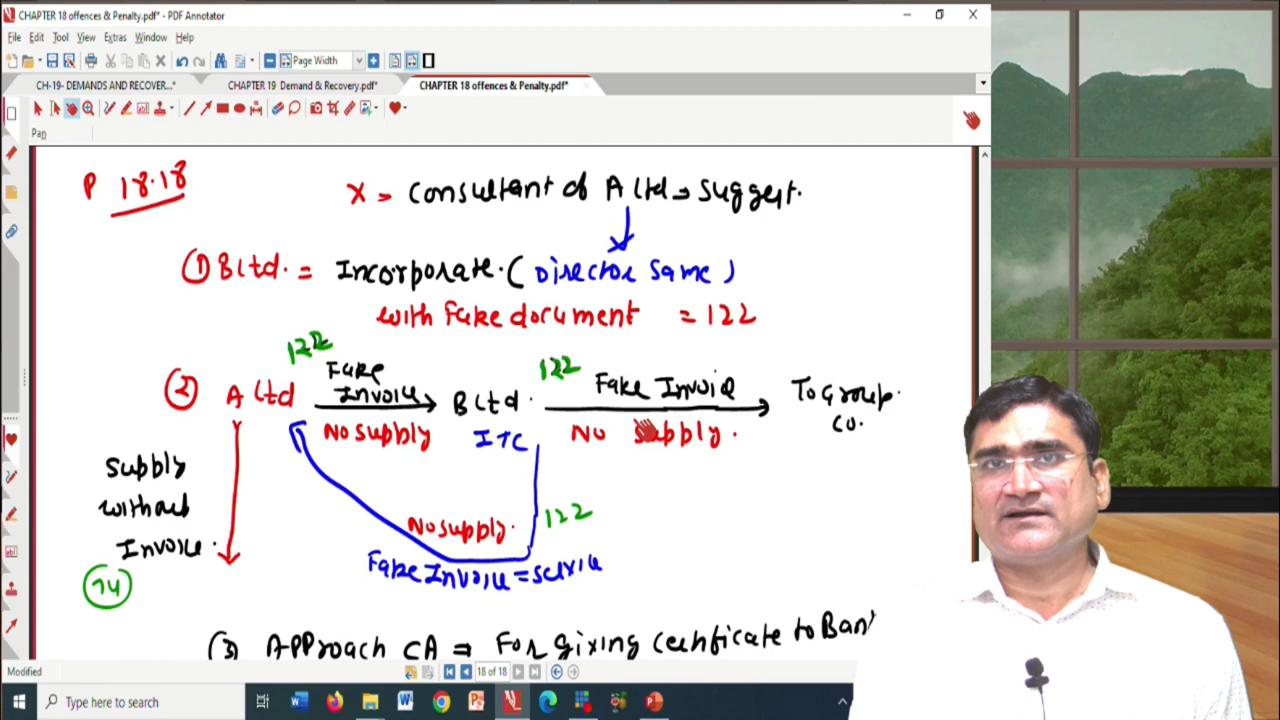 CHAPTER 18 offences & Penalty.pdf* - PDF Annotator
File Edit Tool View Extras Window Help
Page Width
CH-19- DEMANDS AND RECOVER...* CHAPTER 19 Demand & Recovery.pdf* CHAPTER 18 offences & Penalty.pdf*
Pan
P 18.18
X = Consultant of A Ltd → Suggest.
① B Ltd. = Incorporate. (Director Same)
with Fake document = 122
122 Fake Invoice 122 Fake Invoice
② A Ltd B Ltd. To Group Co.
No supply ITC No Supply.
Supply without Invoice.
No supply. 122
Fake Invoice = Service
74
(3) Approach CA ⇒ For giving certificate to Bank
Modified 18 of 18
Type here to search